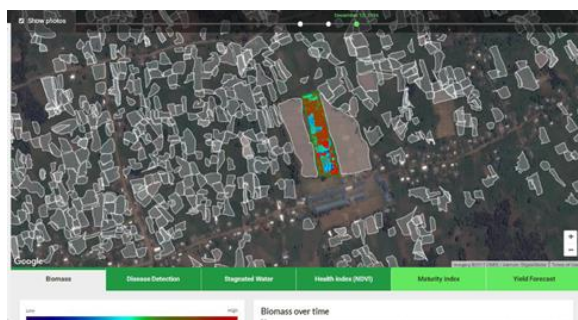 December 12, 2016
Show photos
+
−
Google
Biomass
Disease Detection
Stagnated Water
Health Index (NDVI)
Maturity Index
Yield Forecast
Low
High
Biomass over time